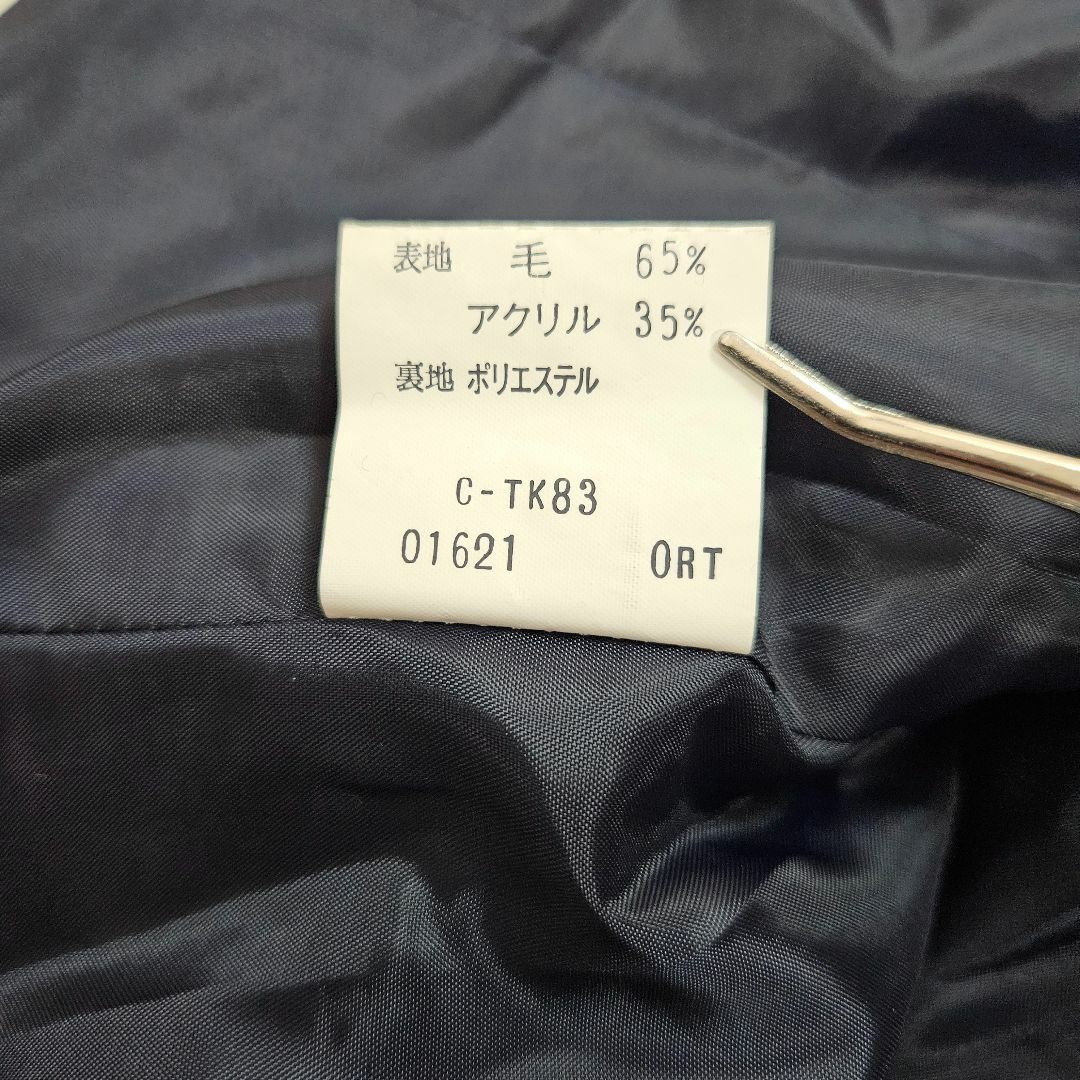 表地 毛 65%
アクリル 35%
裏地 ポリエステル
C-TK83
01621 ORT